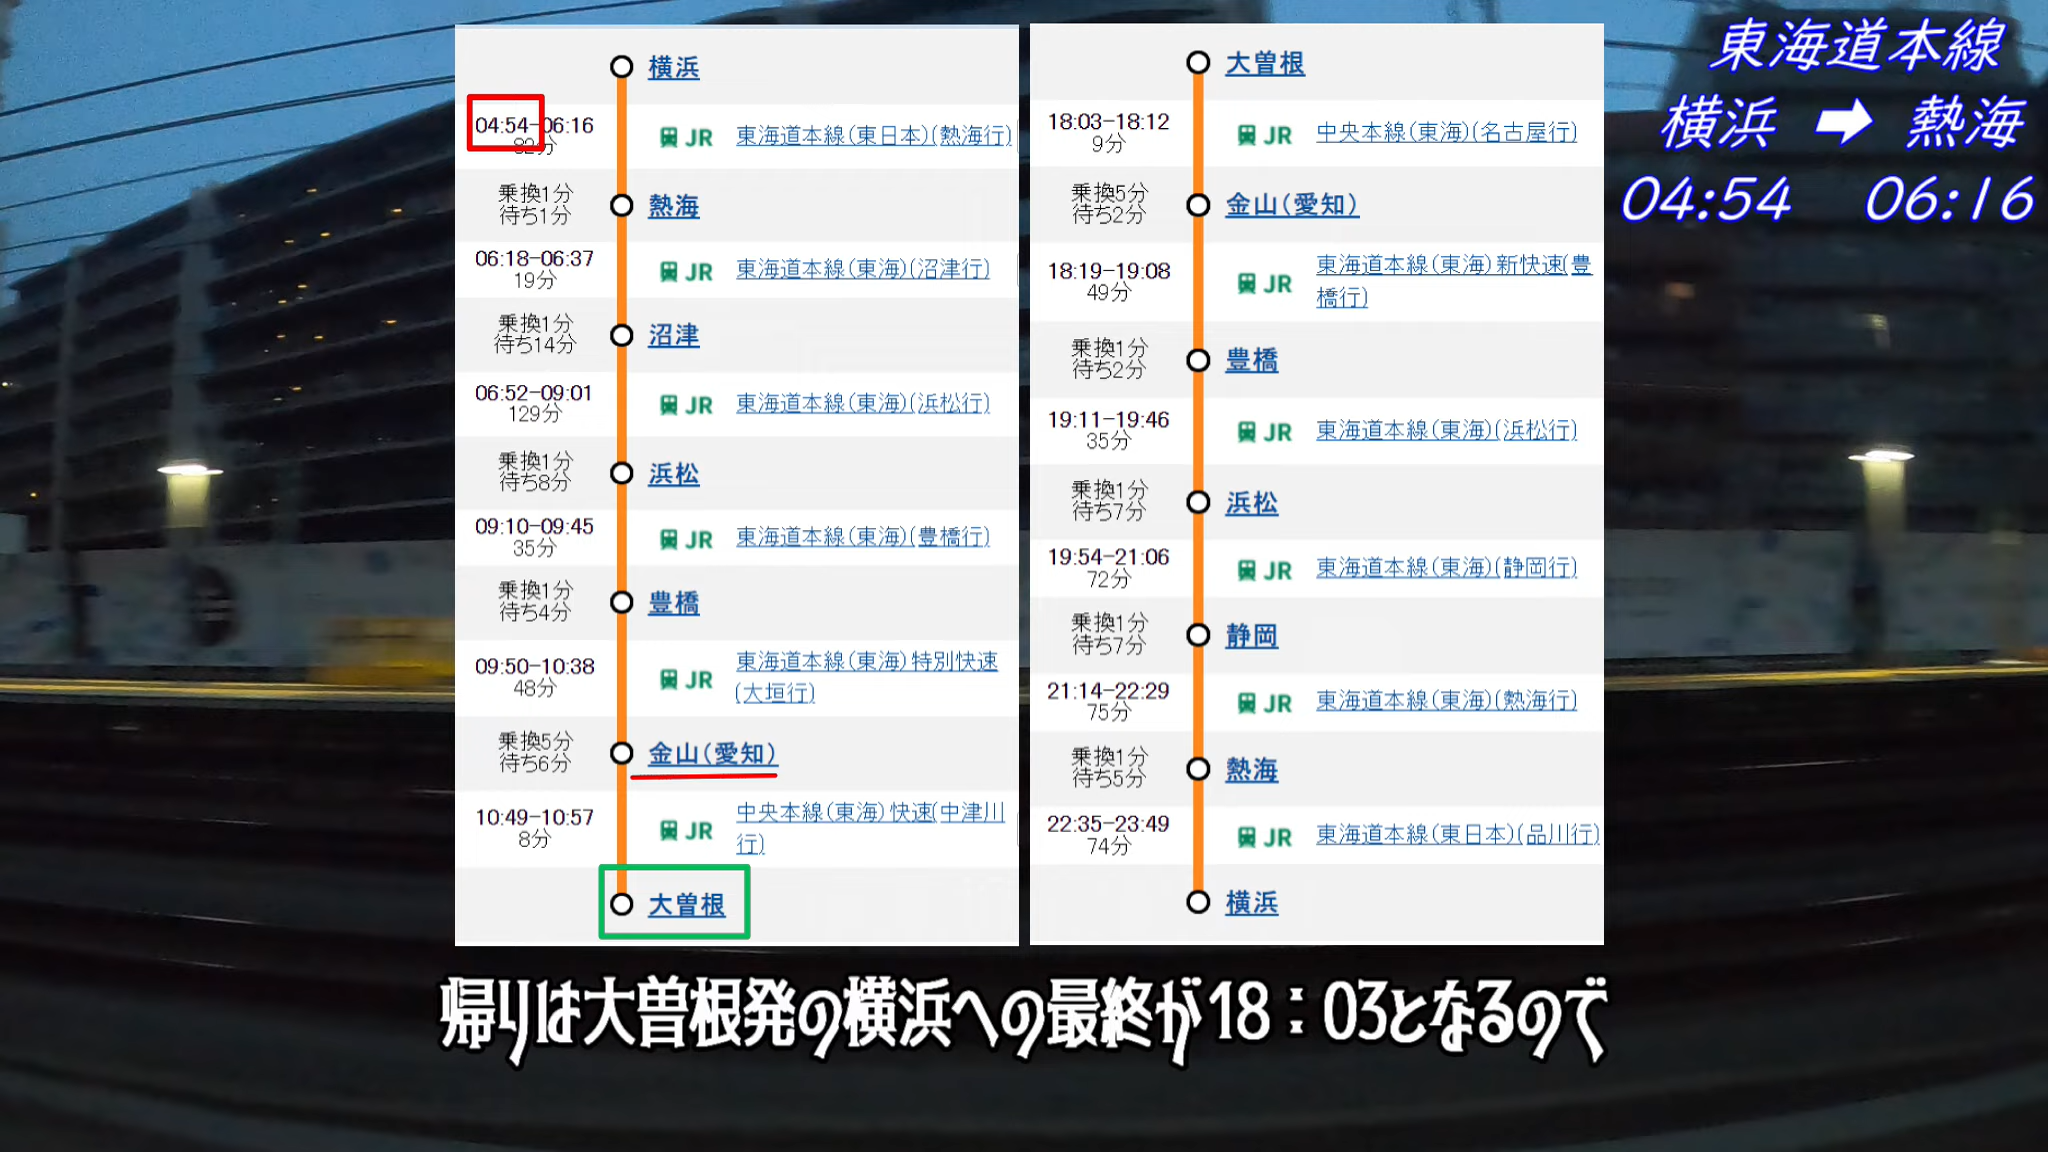 横浜
04:54-06:16
82分
JR 東海道本線(東日本)(熱海行)
乗換1分
待ち1分
熱海
06:18-06:37
19分
JR 東海道本線(東海)(沼津行)
乗換1分
待ち14分
沼津
06:52-09:01
129分
JR 東海道本線(東海)(浜松行)
乗換1分
待ち8分
浜松
09:10-09:45
35分
JR 東海道本線(東海)(豊橋行)
乗換1分
待ち4分
豊橋
09:50-10:38
48分
JR 東海道本線(東海)特別快速
(大垣行)
乗換5分
待ち6分
金山(愛知)
10:49-10:57
8分
JR 中央本線(東海)快速(中津川
行)
大曽根
大曽根
18:03-18:12
9分
JR 中央本線(東海)(名古屋行)
乗換5分
待ち2分
金山(愛知)
18:19-19:08
49分
JR 東海道本線(東海)新快速(豊
橋行)
乗換1分
待ち2分
豊橋
19:11-19:46
35分
JR 東海道本線(東海)(浜松行)
乗換1分
待ち7分
浜松
19:54-21:06
72分
JR 東海道本線(東海)(静岡行)
乗換1分
待ち7分
静岡
21:14-22:29
75分
JR 東海道本線(東海)(熱海行)
乗換1分
待ち5分
熱海
22:35-23:49
74分
JR 東海道本線(東日本)(品川行)
横浜
東海道本線
横浜 ➡ 熱海
04:54 06:16
帰りは大曽根発の横浜への最終が18:03となるので